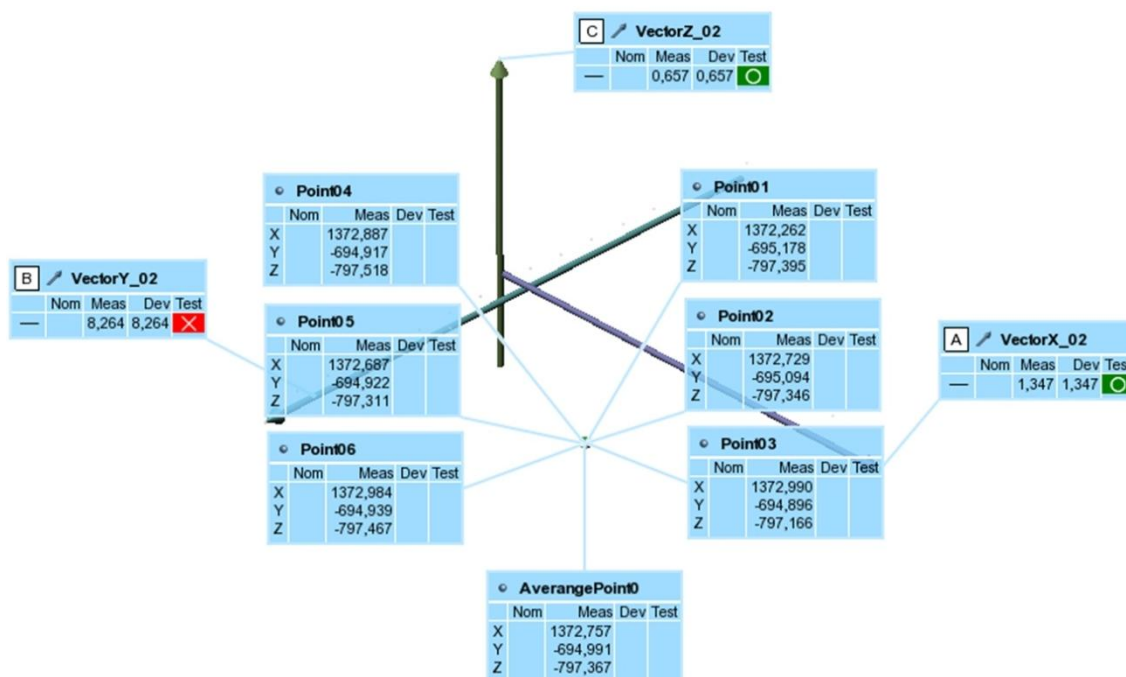 C VectorZ_02
Nom Meas Dev Test
— 0,657 0,657
Point04
Nom Meas Dev Test
X 1372,887
Y -694,917
Z -797,518
Point01
Nom Meas Dev Test
X 1372,262
Y -695,178
Z -797,395
B VectorY_02
Nom Meas Dev Test
— 8,264 8,264
Point05
Nom Meas Dev Test
X 1372,687
Y -694,922
Z -797,311
Point02
Nom Meas Dev Test
X 1372,729
Y -695,094
Z -797,346
A VectorX_02
Nom Meas Dev Te
— 1,347 1,347
Point06
Nom Meas Dev Test
X 1372,984
Y -694,939
Z -797,467
Point03
Nom Meas Dev Test
X 1372,990
Y -694,896
Z -797,166
AverangePoint0
Nom Meas Dev Test
X 1372,757
Y -694,991
Z -797,367